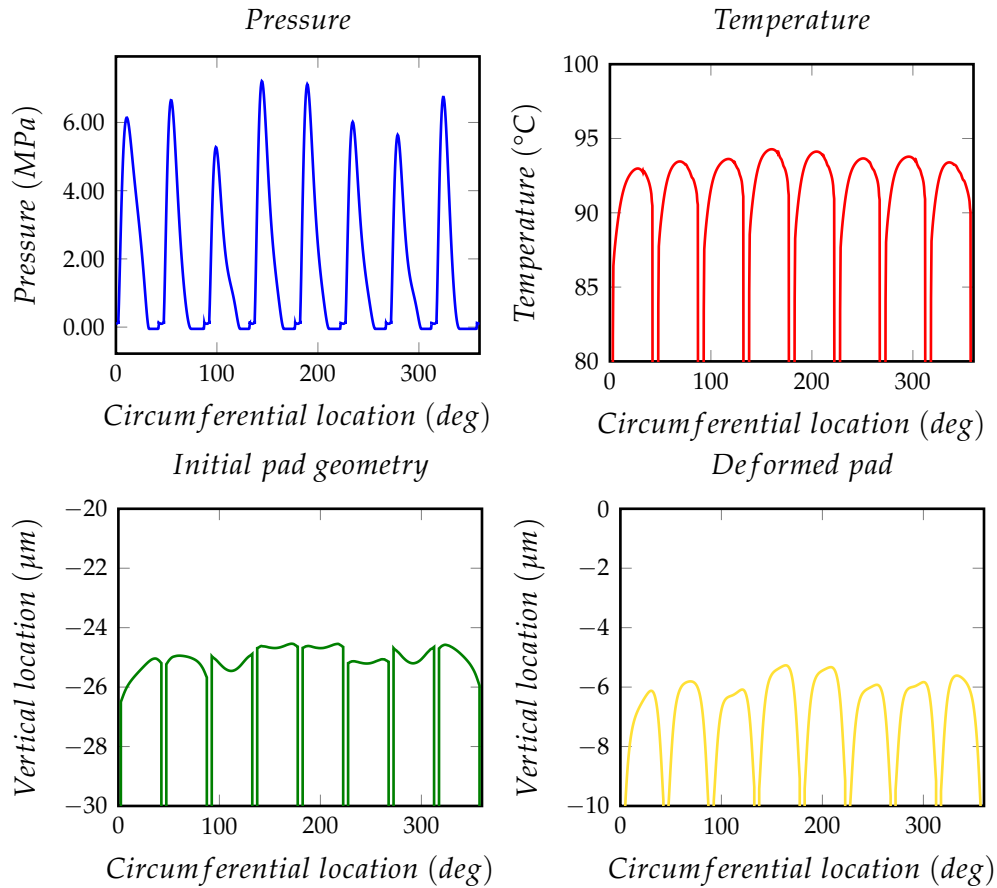 Pressure
Pressure (MPa)
6.00
4.00
2.00
0.00
0 100 200 300
Circumferential location (deg)
Temperature
Temperature (°C)
100
95
90
85
80
0 100 200 300
Circumferential location (deg)
Initial pad geometry
Vertical location (μm)
−20
−22
−24
−26
−28
−30
0 100 200 300
Circumferential location (deg)
Deformed pad
Vertical location (μm)
0
−2
−4
−6
−8
−10
0 100 200 300
Circumferential location (deg)